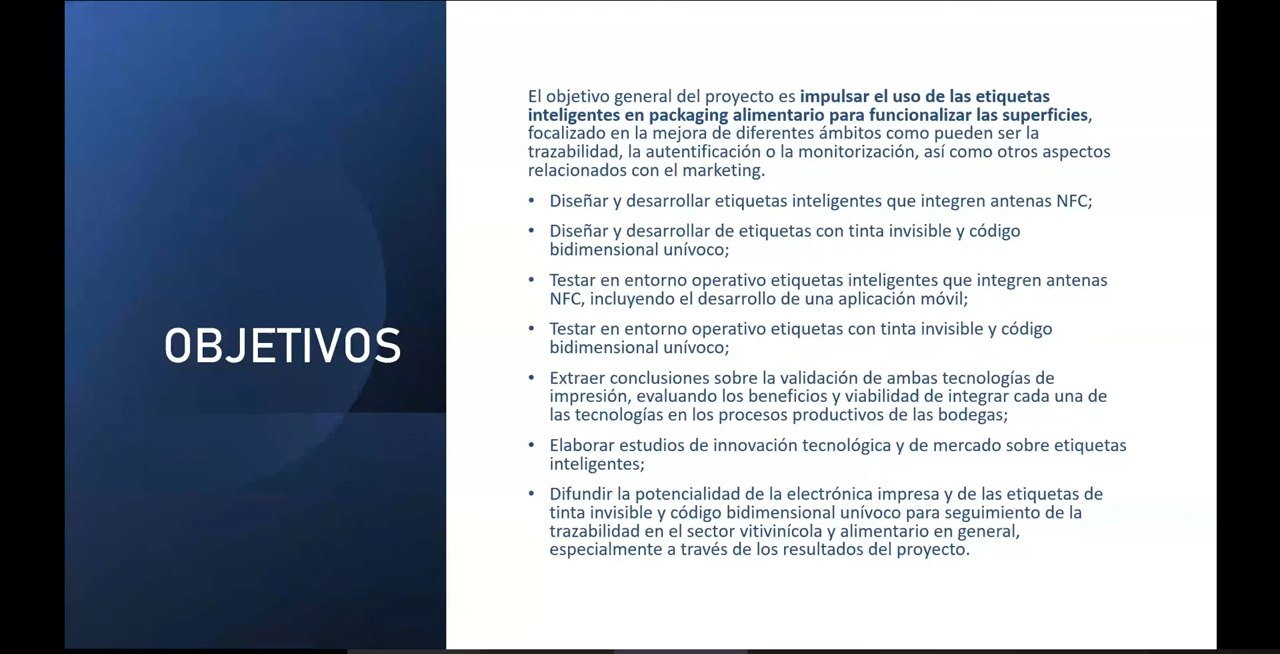 OBJETIVOS
El objetivo general del proyecto es impulsar el uso de las etiquetas
inteligentes en packaging alimentario para funcionalizar las superficies,
focalizado en la mejora de diferentes ámbitos como pueden ser la
trazabilidad, la autentificación o la monitorización, así como otros aspectos
relacionados con el marketing.
• Diseñar y desarrollar etiquetas inteligentes que integren antenas NFC;
• Diseñar y desarrollar de etiquetas con tinta invisible y código
bidimensional unívoco;
• Testar en entorno operativo etiquetas inteligentes que integren antenas
NFC, incluyendo el desarrollo de una aplicación móvil;
• Testar en entorno operativo etiquetas con tinta invisible y código
bidimensional unívoco;
• Extraer conclusiones sobre la validación de ambas tecnologías de
impresión, evaluando los beneficios y viabilidad de integrar cada una de
las tecnologías en los procesos productivos de las bodegas;
• Elaborar estudios de innovación tecnológica y de mercado sobre etiquetas
inteligentes;
• Difundir la potencialidad de la electrónica impresa y de las etiquetas de
tinta invisible y código bidimensional unívoco para seguimiento de la
trazabilidad en el sector vitivinícola y alimentario en general,
especialmente a través de los resultados del proyecto.